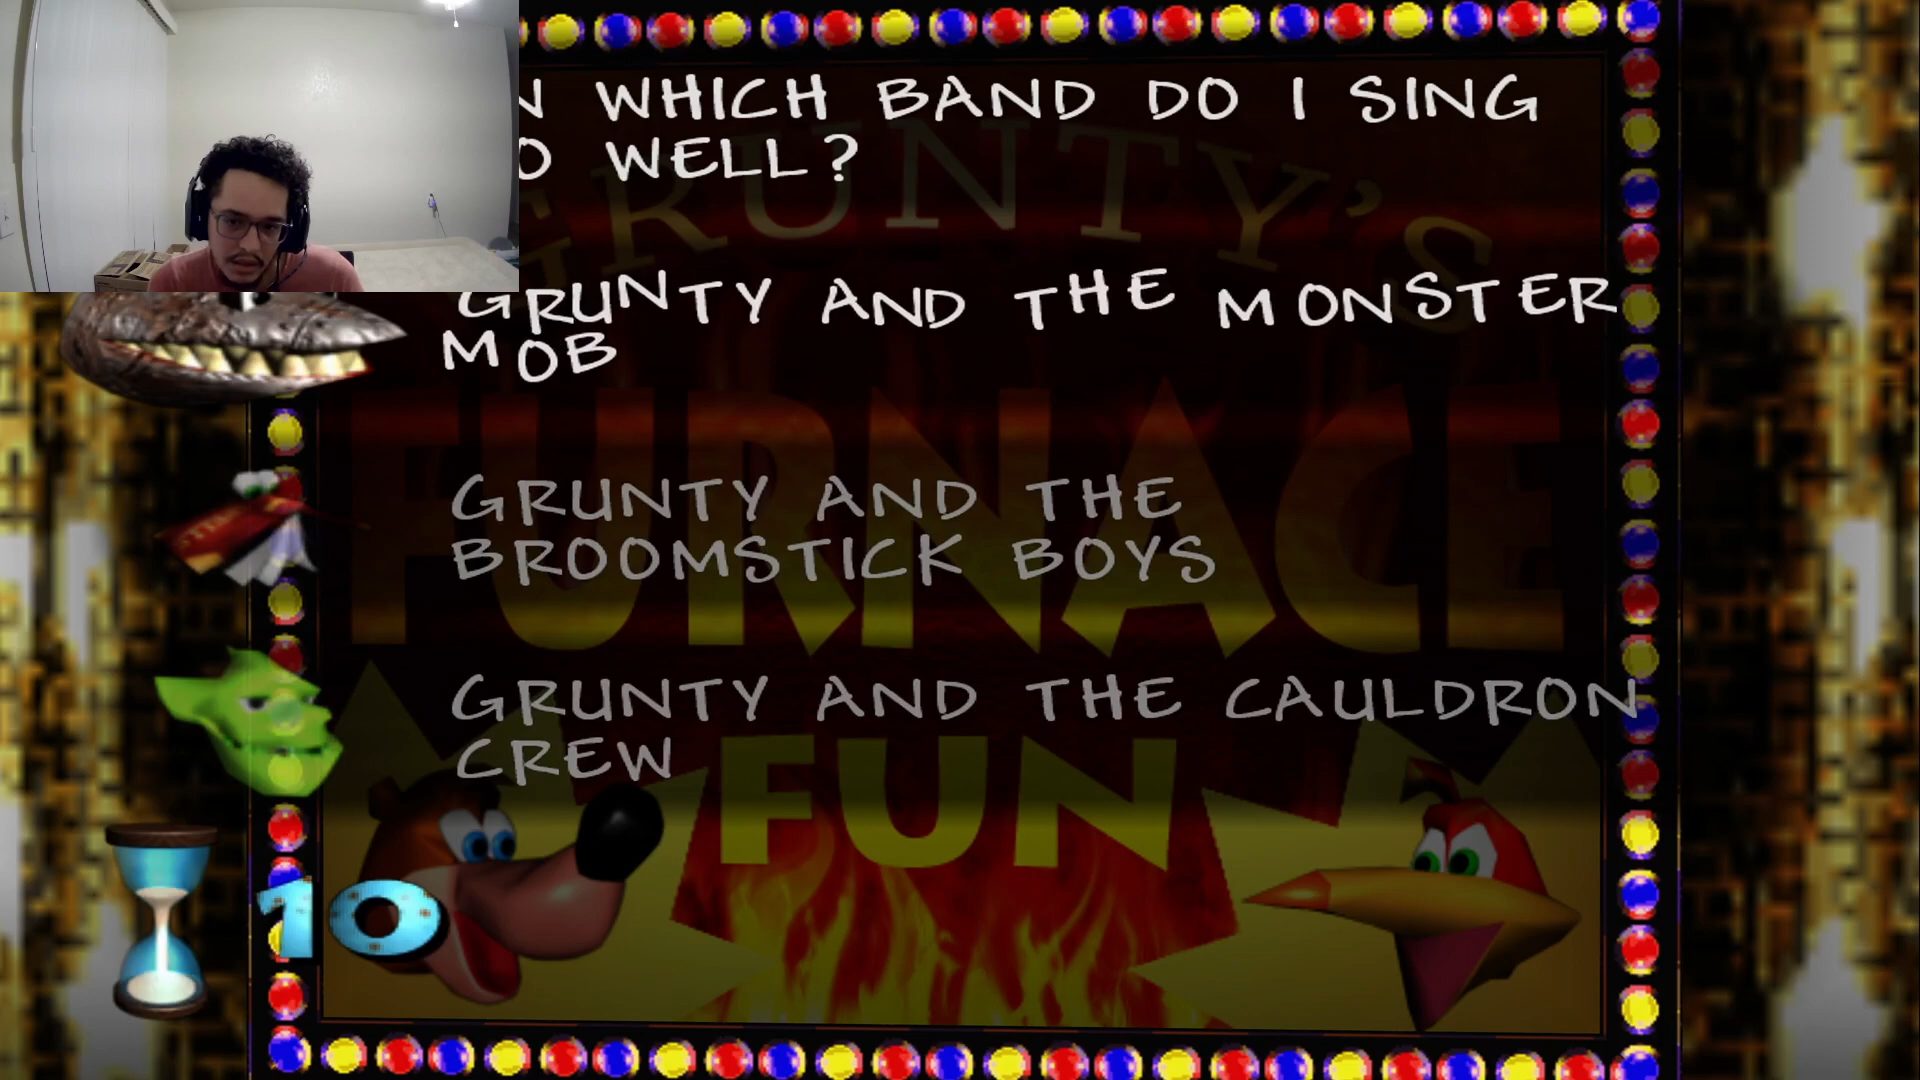 WHICH BAND DO I SING
WELL?
GRUNTY AND THE MONSTER
MOB
GRUNTY AND THE
BROOMSTICK BOYS
GRUNTY AND THE CAULDRON
CREW
10
GRUNTY'S
FURNACE
FUN